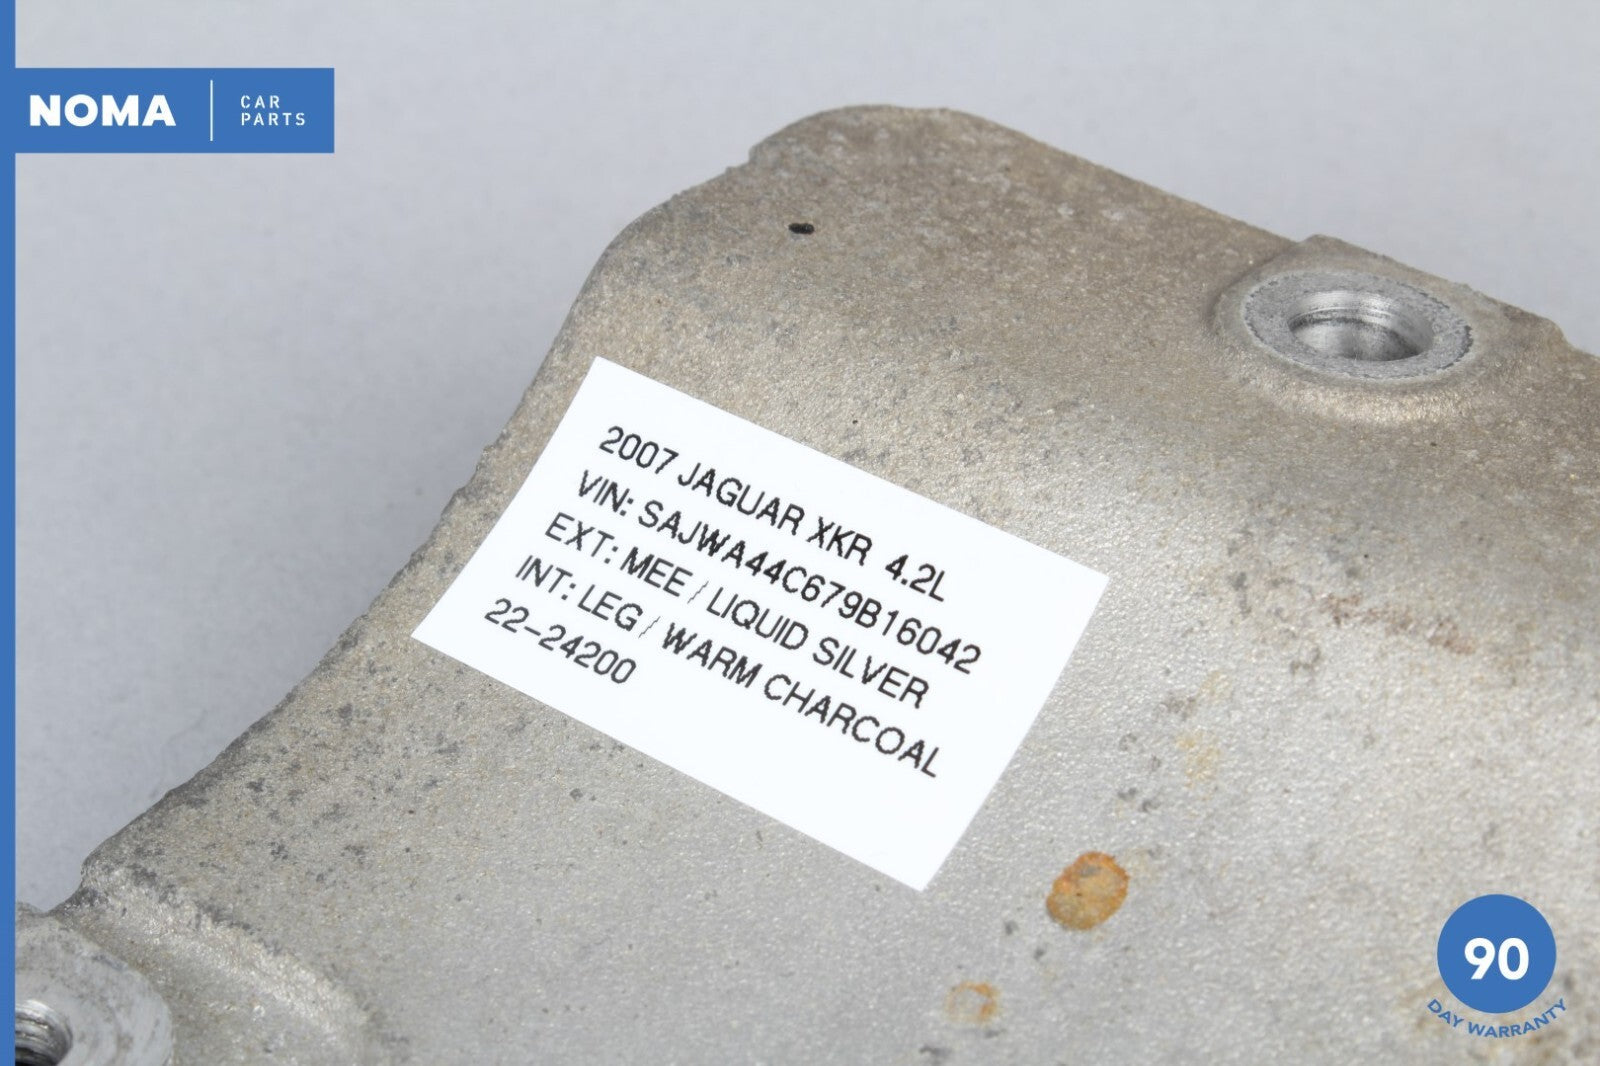 NOMA
CAR
PARTS
2007 JAGUAR XKR 4.2L
VIN: SAJWA44C679B16042
EXT: MEE / LIQUID SILVER
INT: LEG / WARM CHARCOAL
22-24200
90
DAY WARRANTY